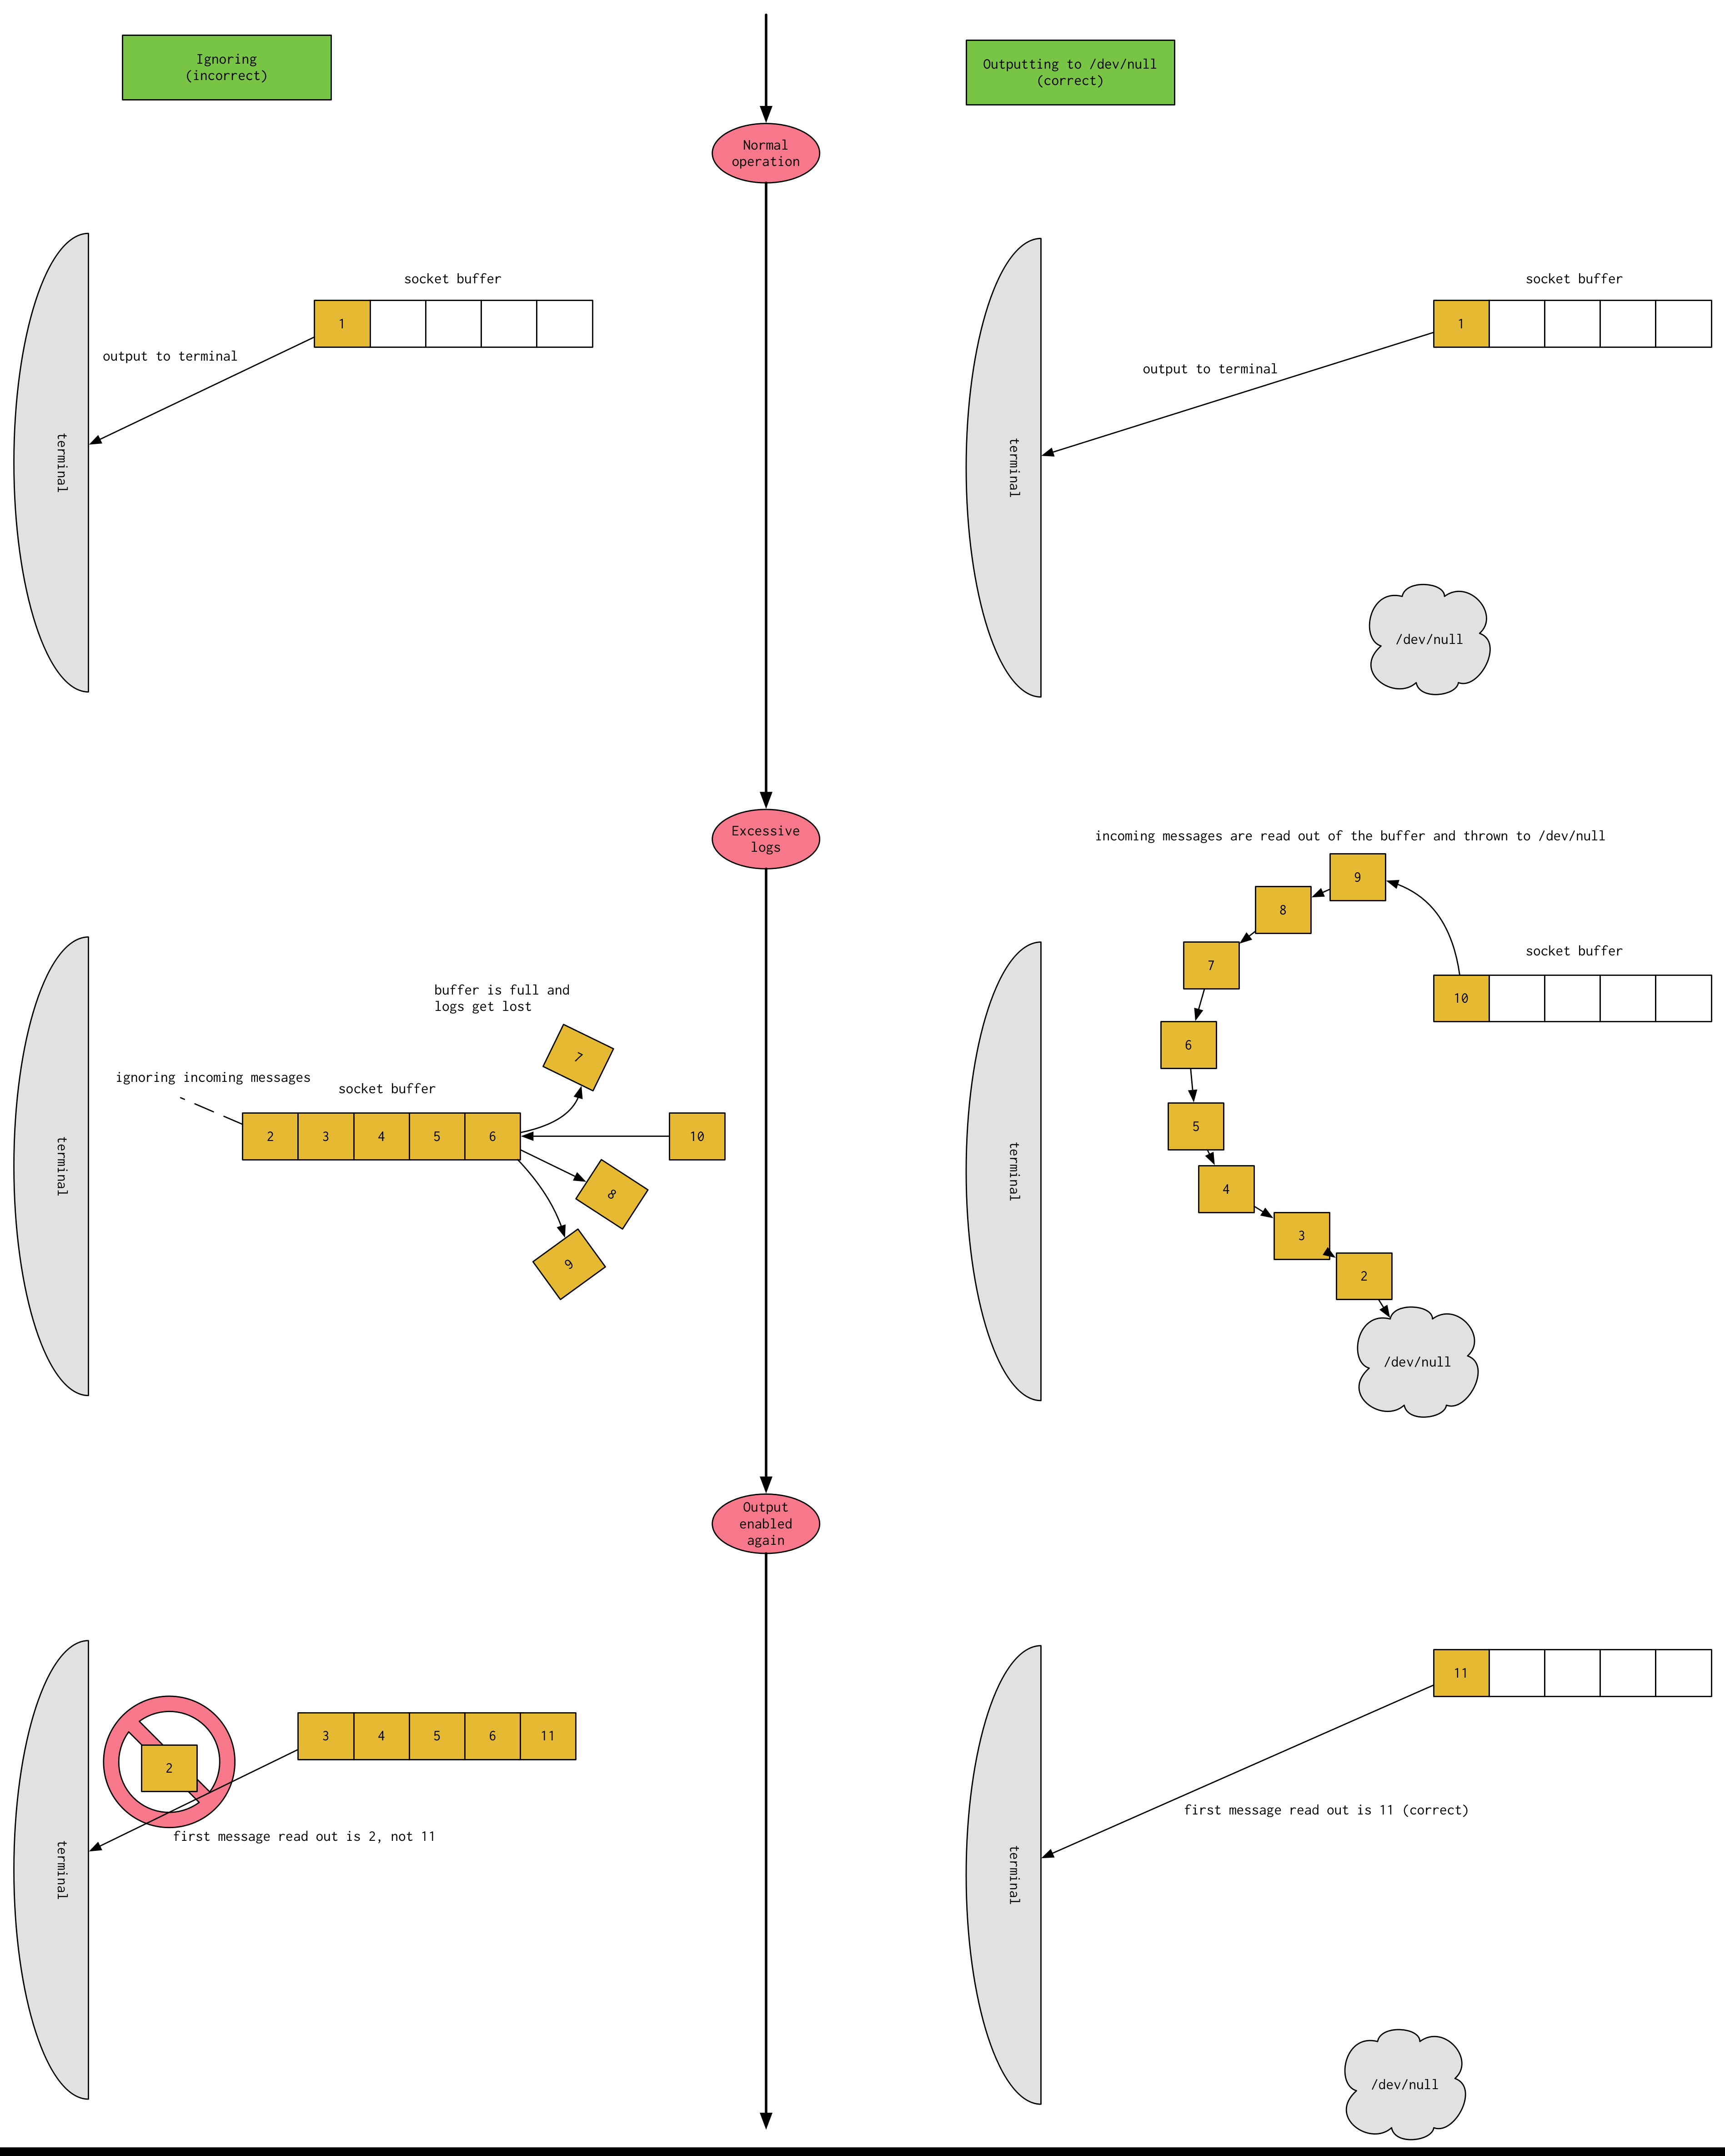 Ignoring
(incorrect)
Outputting to /dev/null
(correct)
Normal
operation
socket buffer
1
output to terminal
terminal
socket buffer
1
output to terminal
terminal
/dev/null
Excessive
logs
buffer is full and
logs get lost
ignoring incoming messages
socket buffer
2 3 4 5 6
7
10
8
9
terminal
incoming messages are read out of the buffer and thrown to /dev/null
9
8
7
socket buffer
10
6
5
4
3
2
/dev/null
terminal
Output
enabled
again
2
3 4 5 6 11
first message read out is 2, not 11
terminal
11
first message read out is 11 (correct)
terminal
/dev/null